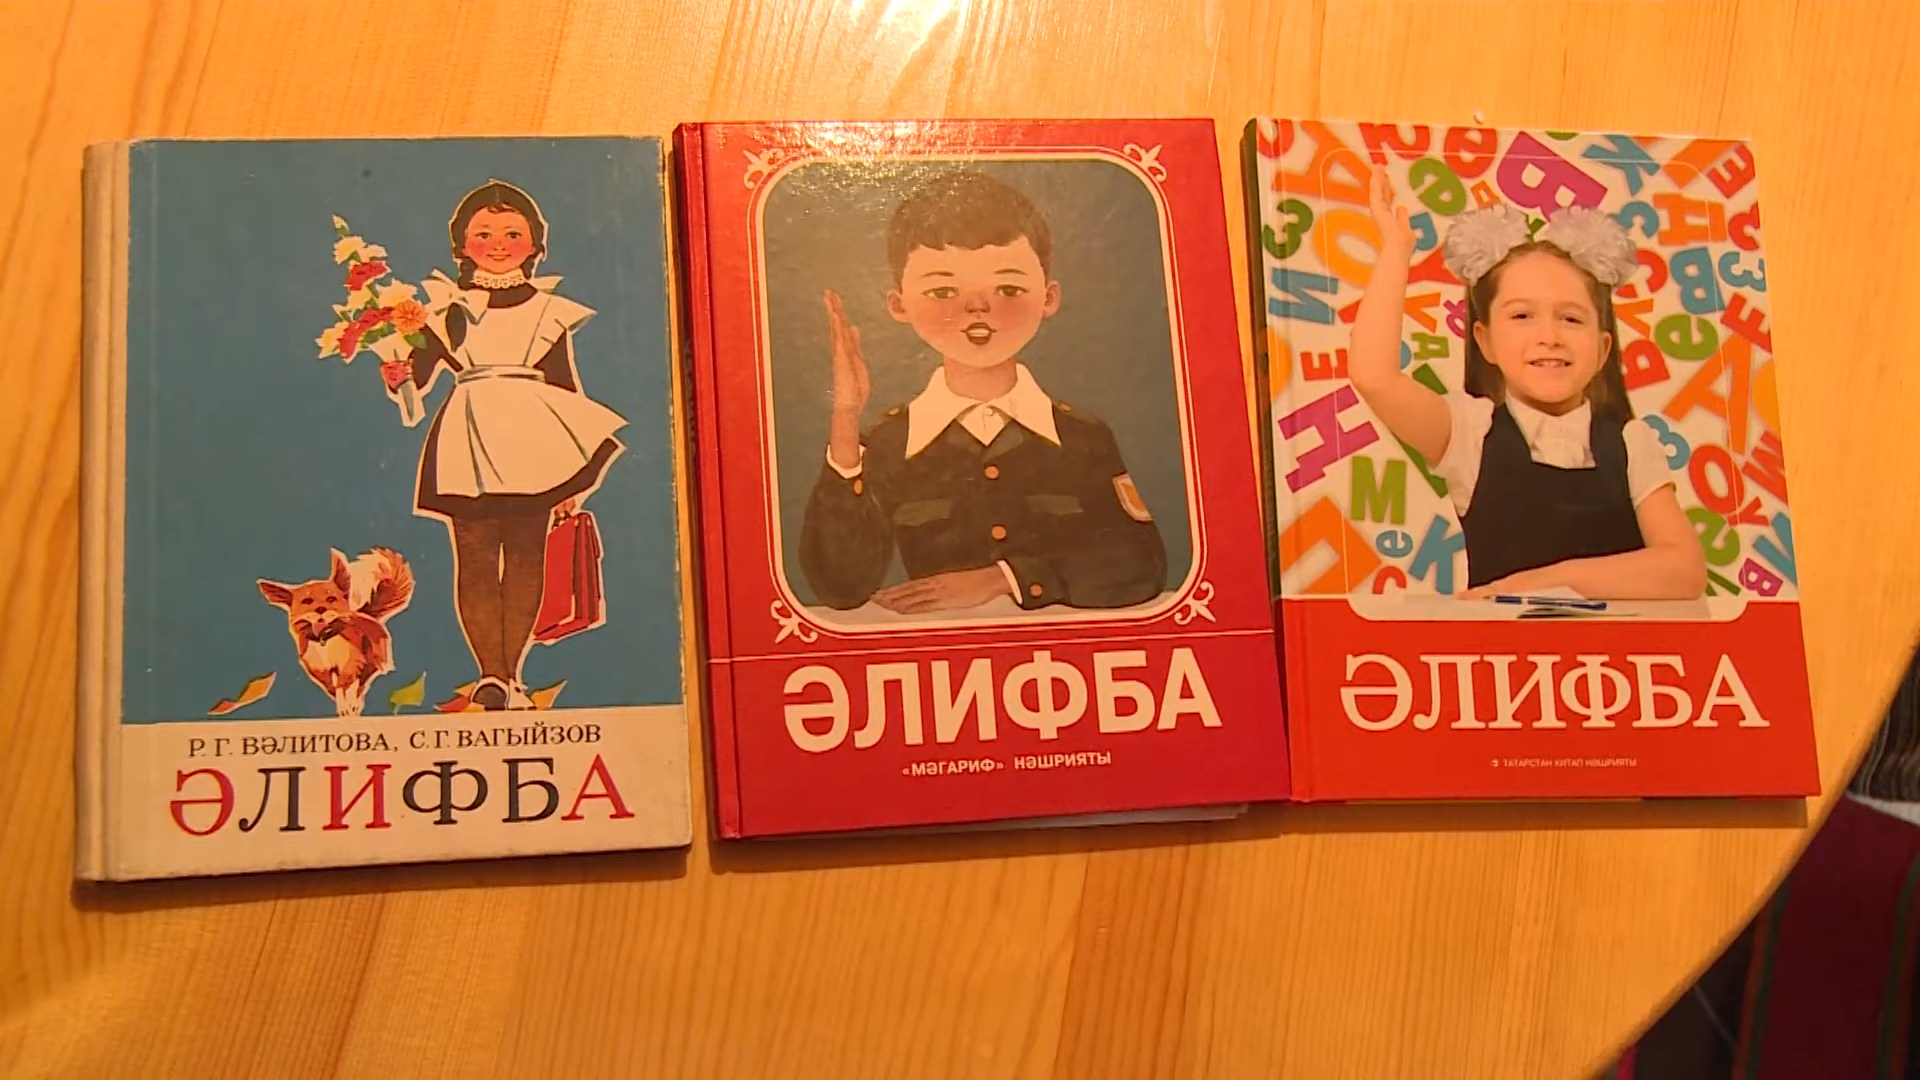 Р. Г. ВӘЛИТОВА, С. Г. ВАГЫЙЗОВ
ӘЛИФБА
ӘЛИФБА
«МӘГАРИФ» НӘШРИЯТЫ
ӘЛИФБА
ТАТАРСТАН КИТАП НӘШРИЯТЫ